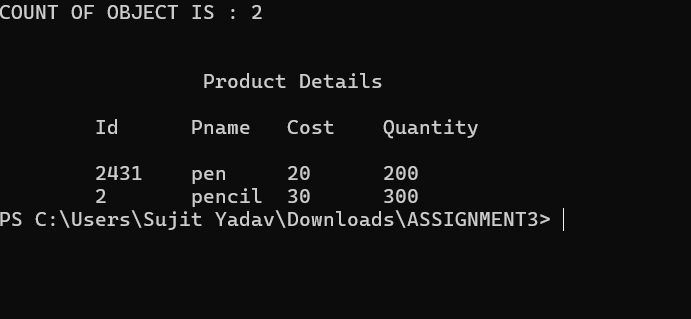 COUNT OF OBJECT IS : 2
Product Details
Id Pname Cost Quantity
2431 pen 20 200
2 pencil 30 300
PS C:\Users\Sujit Yadav\Downloads\ASSIGNMENT3>